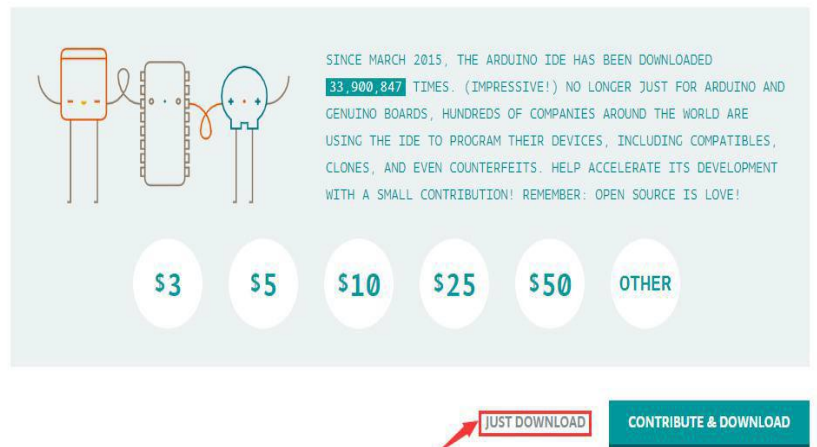 SINCE MARCH 2015, THE ARDUINO IDE HAS BEEN DOWNLOADED
33,900,847 TIMES. (IMPRESSIVE!) NO LONGER JUST FOR ARDUINO AND
GENUINO BOARDS, HUNDREDS OF COMPANIES AROUND THE WORLD ARE
USING THE IDE TO PROGRAM THEIR DEVICES, INCLUDING COMPATIBLES,
CLONES, AND EVEN COUNTERFEITS. HELP ACCELERATE ITS DEVELOPMENT
WITH A SMALL CONTRIBUTION! REMEMBER: OPEN SOURCE IS LOVE!
$3 $5 $10 $25 $50 OTHER
JUST DOWNLOAD CONTRIBUTE & DOWNLOAD